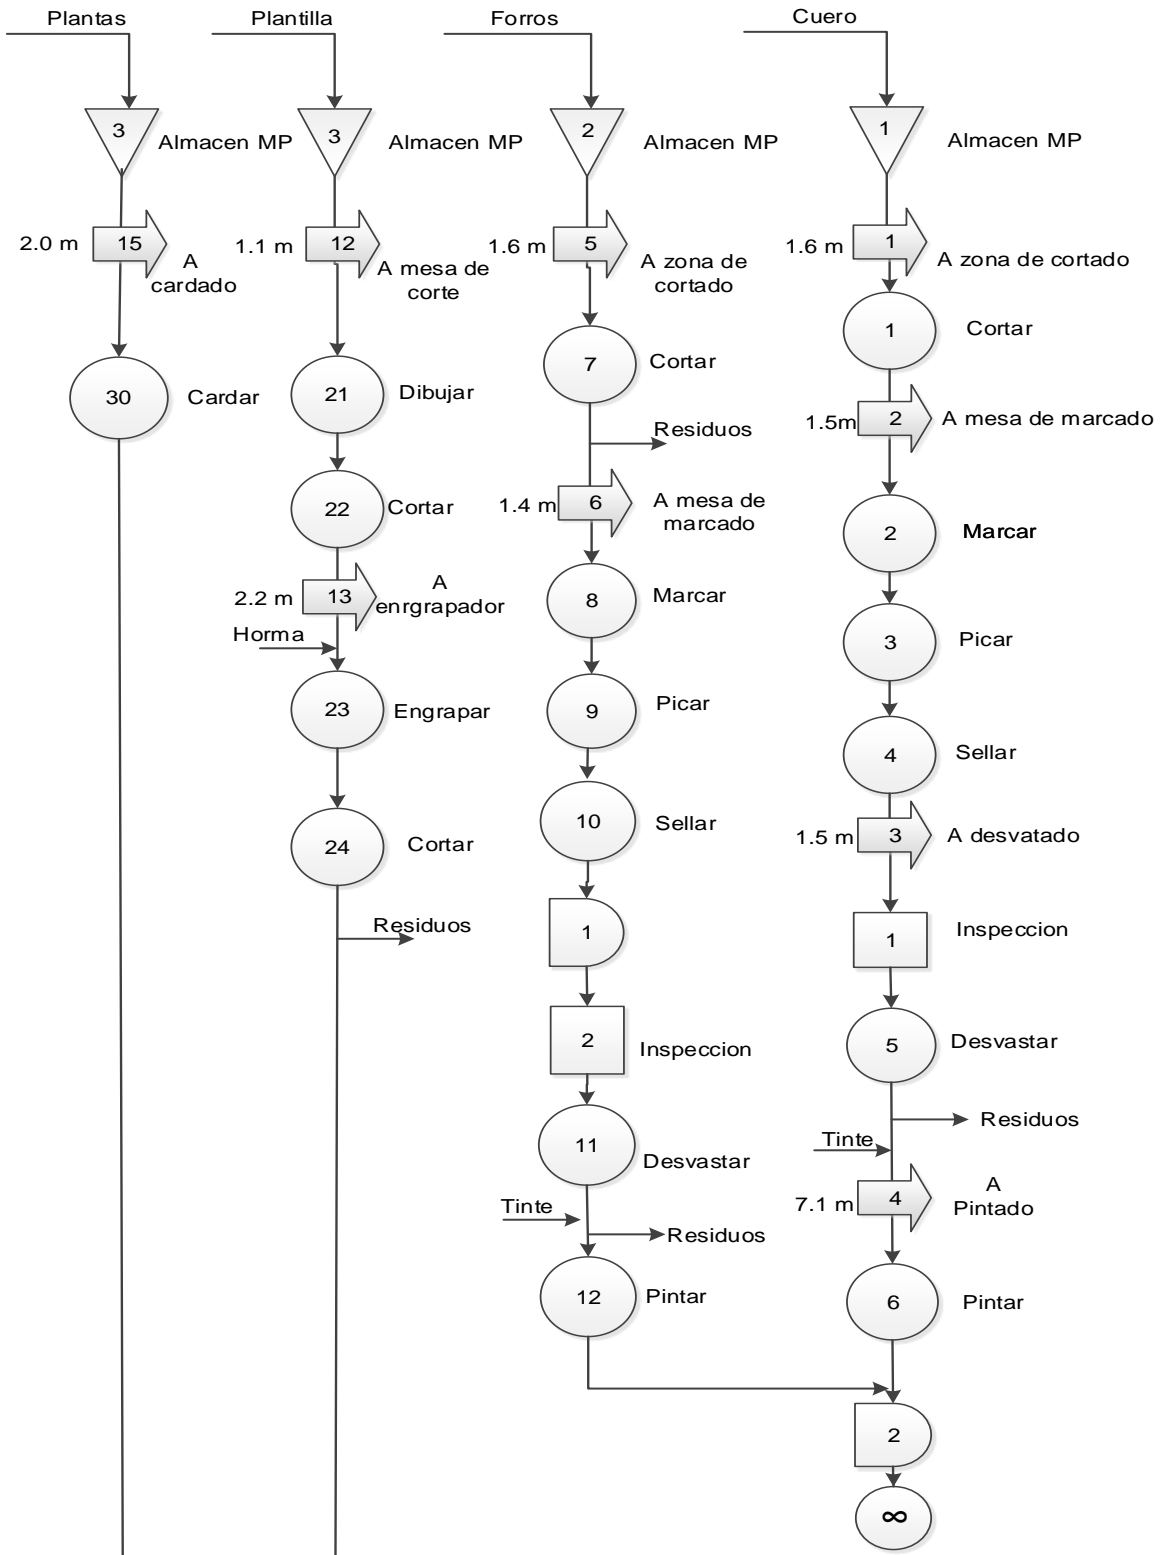 Plantas
Plantilla
Forros
Cuero
3
Almacen MP
3
Almacen MP
2
Almacen MP
1
Almacen MP
2.0 m
15
A
cardado
1.1 m
12
A mesa de
corte
1.6 m
5
A zona de
cortado
1.6 m
1
A zona de cortado
30
Cardar
21
Dibujar
7
Cortar
1
Cortar
Residuos
1.5m
2
A mesa de marcado
22
Cortar
1.4 m
6
A mesa de
marcado
2
Marcar
2.2 m
13
A
enrgrapador
Horma
8
Marcar
3
Picar
23
Engrapar
9
Picar
4
Sellar
24
Cortar
10
Sellar
1.5 m
3
A desvatado
Residuos
1
1
Inspeccion
2
Inspeccion
5
Desvastar
11
Desvastar
Residuos
Tinte
Tinte
Residuos
7.1 m
4
A
Pintado
12
Pintar
6
Pintar
2
∞